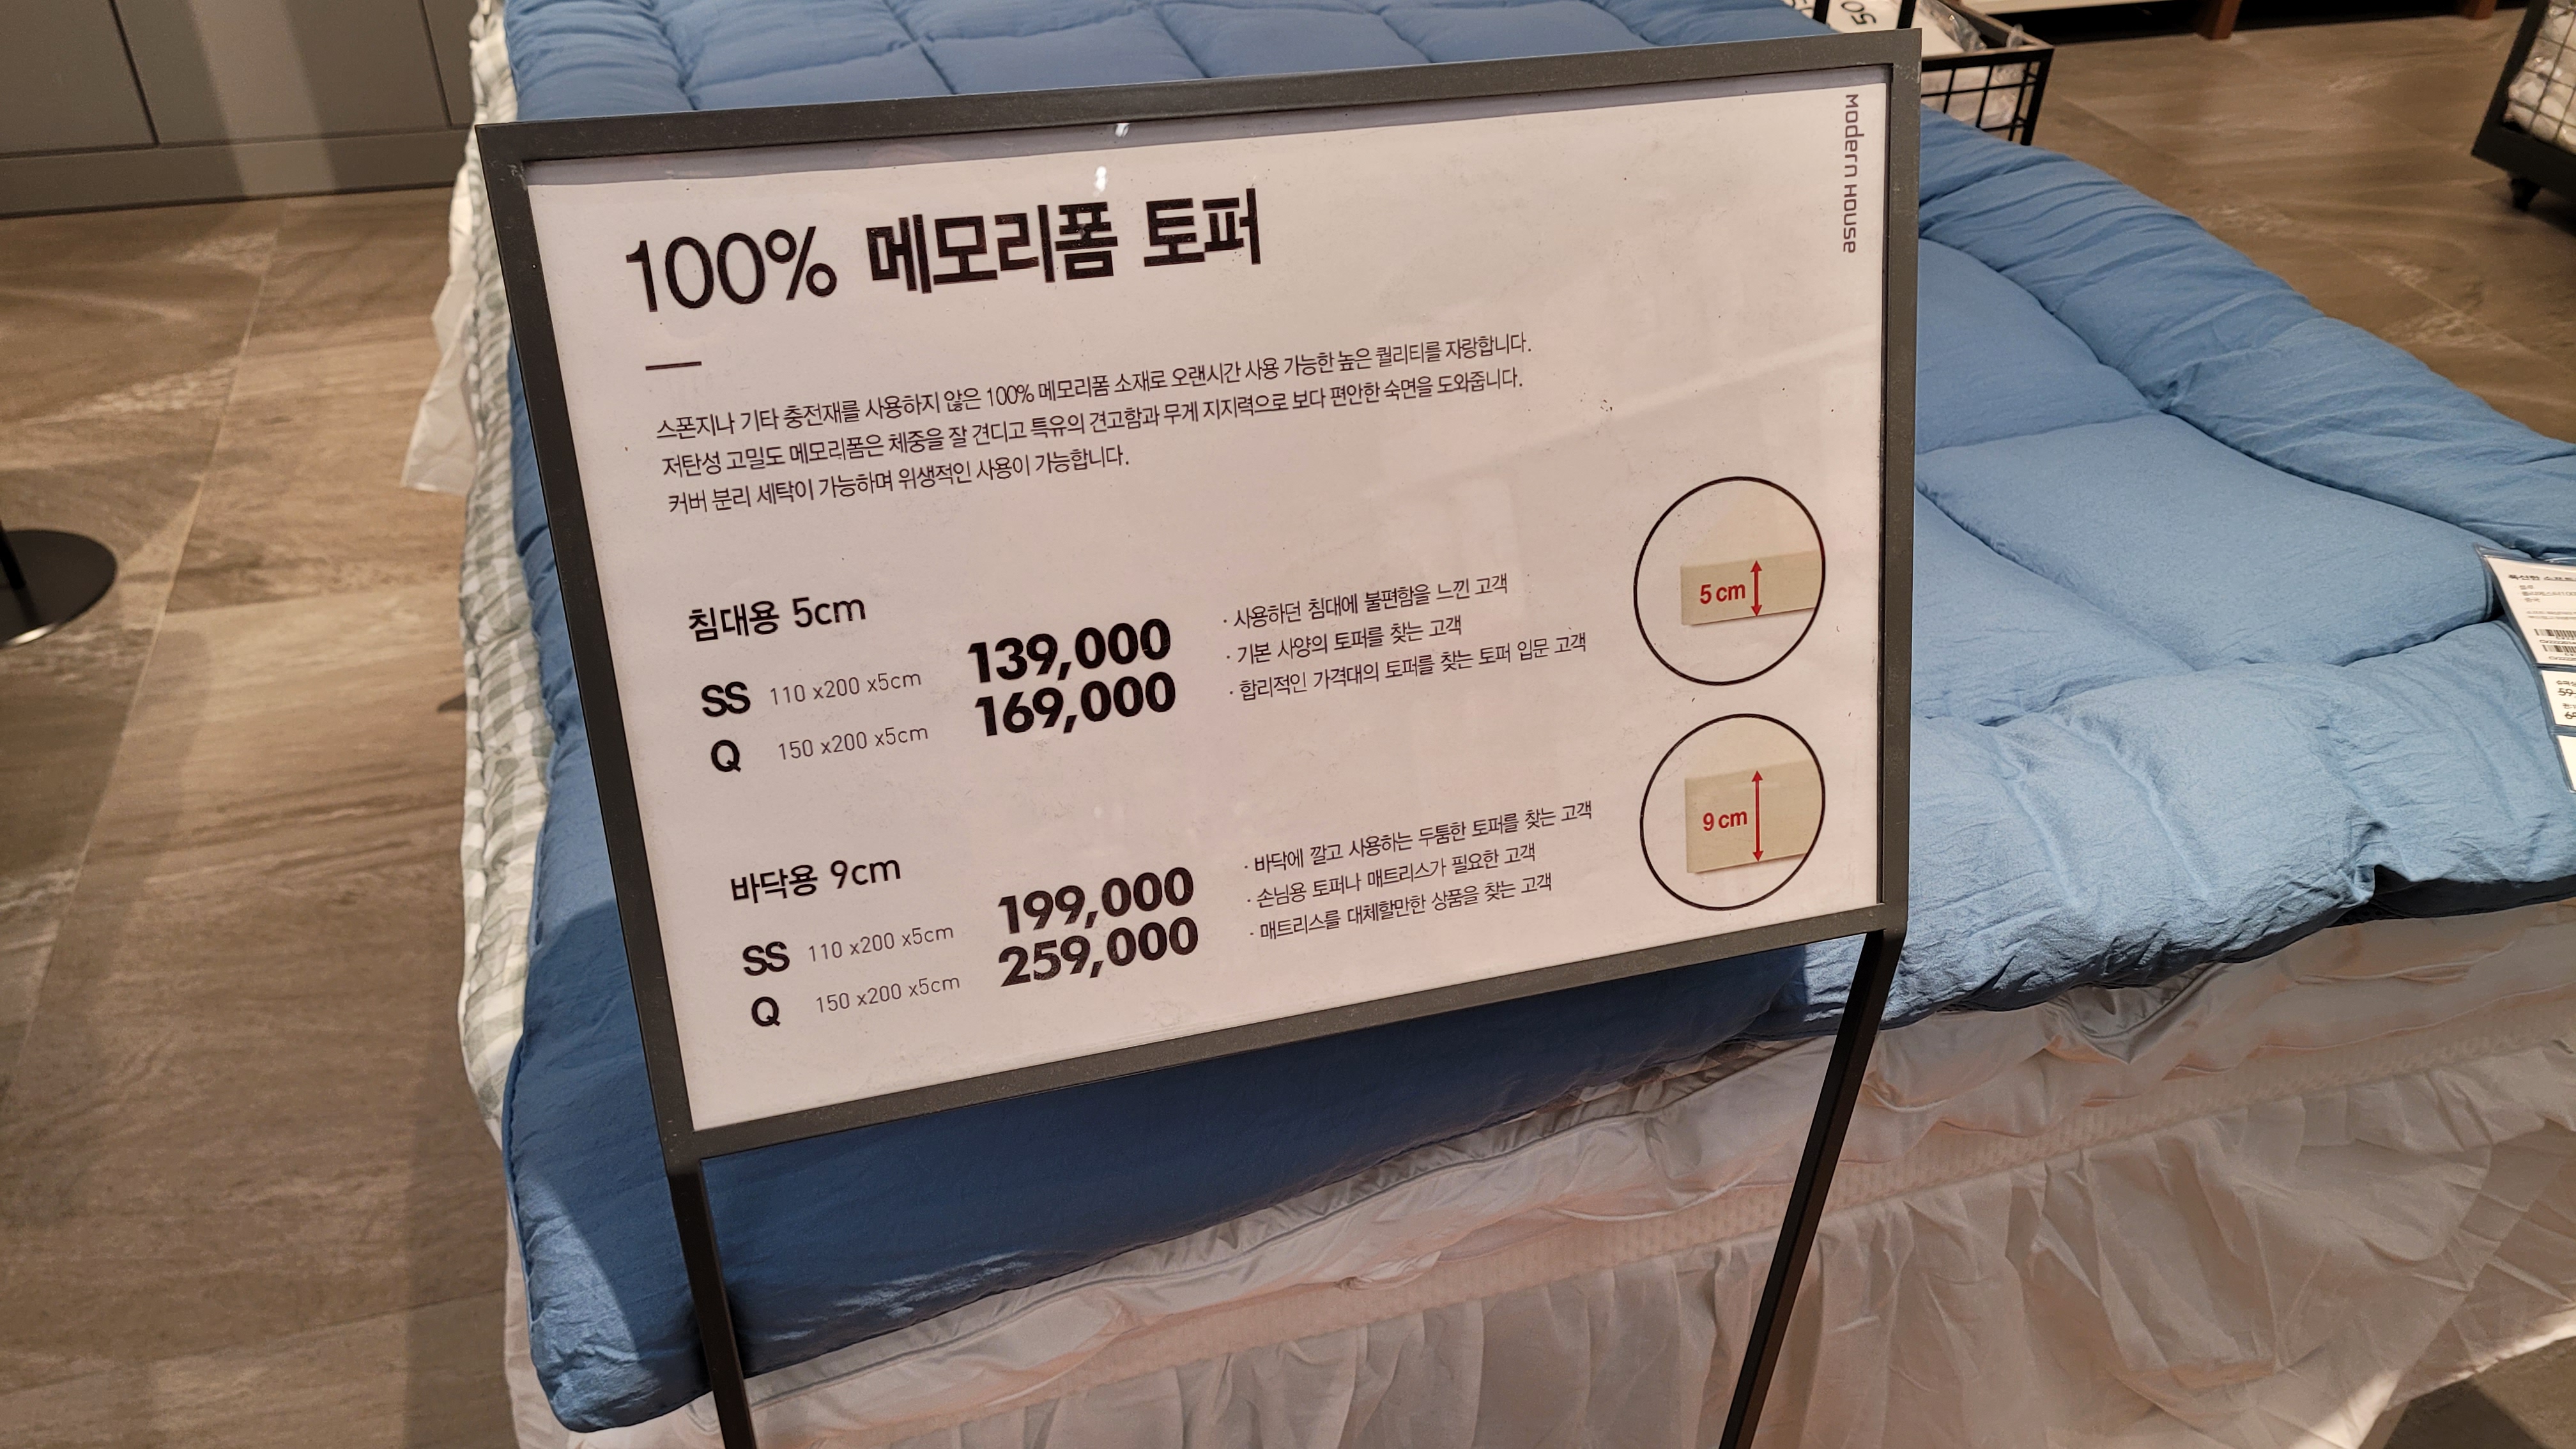 Modern House
100% 메모리폼 토퍼
스폰지나 기타 충전재를 사용하지 않은 100% 메모리폼 소재로 오랜시간 사용 가능한 높은 퀄리티를 자랑합니다.
저탄성 고밀도 메모리폼은 체중을 잘 견디고 특유의 견고함과 무게 지지력으로 보다 편안한 숙면을 도와줍니다.
커버 분리 세탁이 가능하며 위생적인 사용이 가능합니다.
침대용 5cm
SS 110 x200 x5cm 139,000
Q 150 x200 x5cm 169,000
· 사용하던 침대에 불편함을 느낀 고객
· 기본 사양의 토퍼를 찾는 고객
· 합리적인 가격대의 토퍼를 찾는 토퍼 입문 고객
5 cm
바닥용 9cm
SS 110 x200 x5cm 199,000
Q 150 x200 x5cm 259,000
· 바닥에 깔고 사용하는 두툼한 토퍼를 찾는 고객
· 손님용 토퍼나 매트리스가 필요한 고객
· 매트리스를 대체할만한 상품을 찾는 고객
9 cm
50